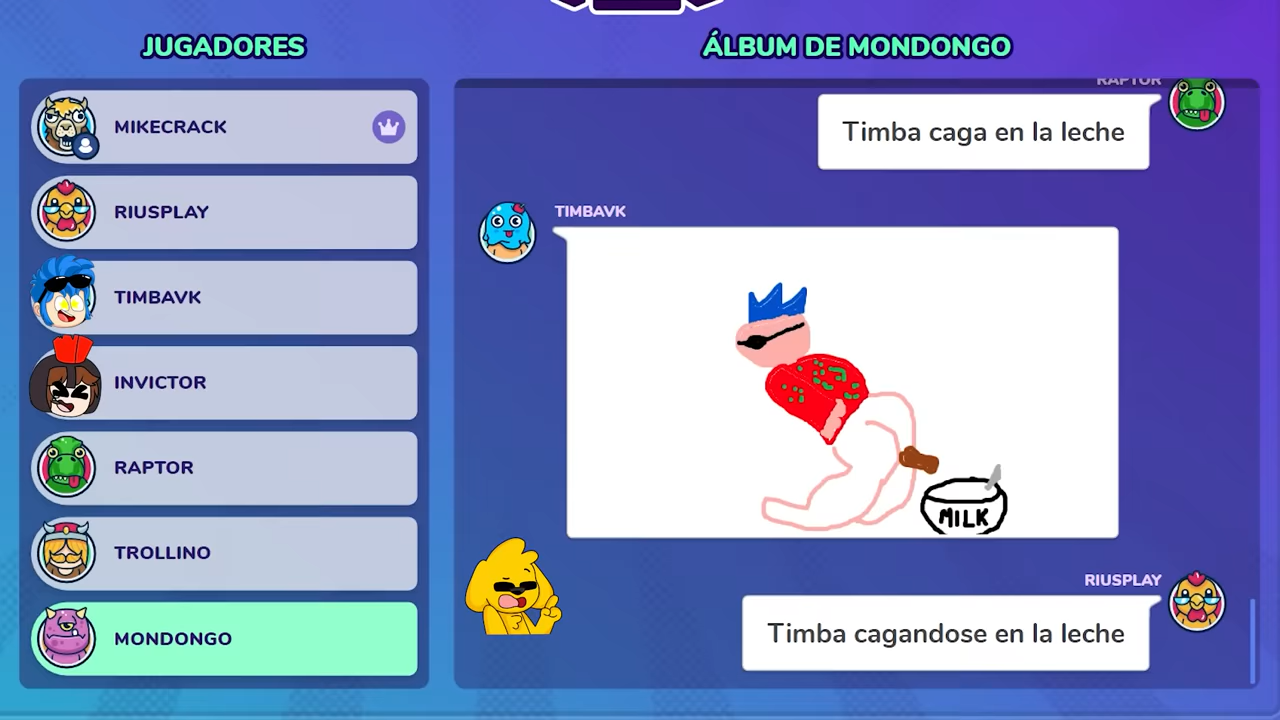 JUGADORES
MIKECRACK
RIUSPLAY
TIMBAVK
INVICTOR
RAPTOR
TROLLINO
MONDONGO
ÁLBUM DE MONDONGO
RAPTOR
Timba caga en la leche
TIMBAVK
MILK
RIUSPLAY
Timba cagandose en la leche